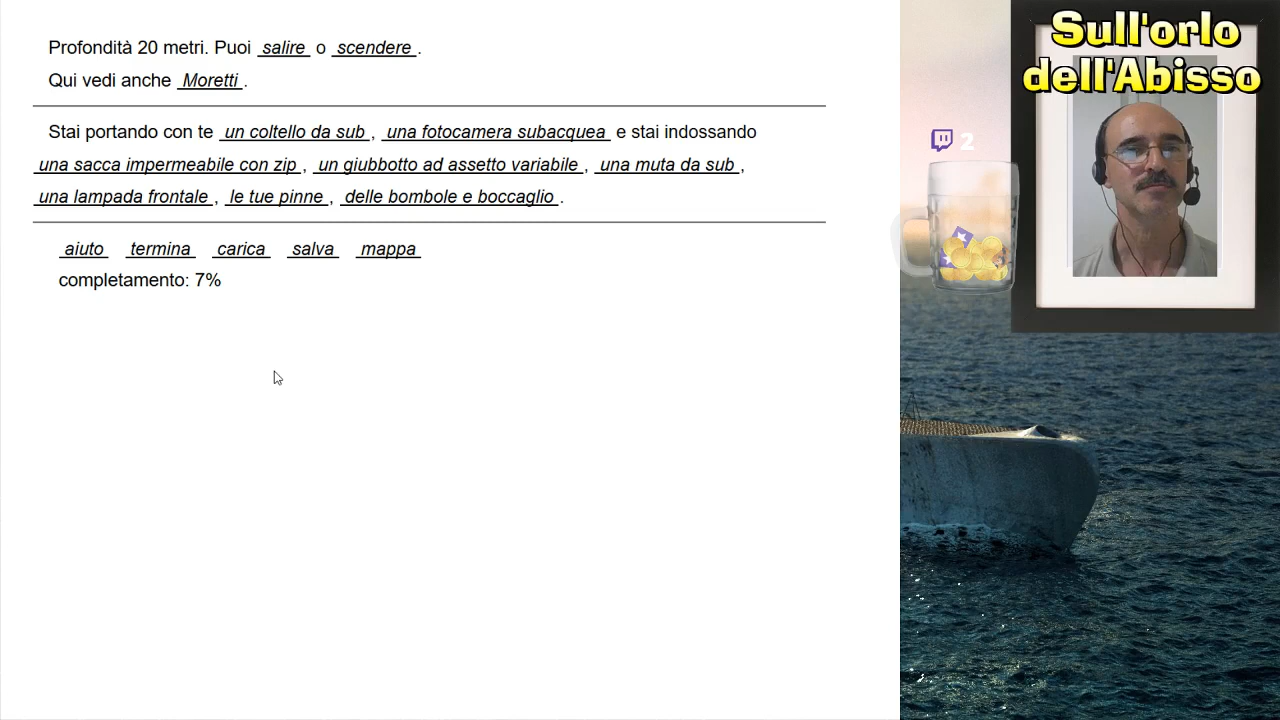 Profondità 20 metri. Puoi salire o scendere.
Qui vedi anche Moretti.
Stai portando con te un coltello da sub, una fotocamera subacquea e stai indossando
una sacca impermeabile con zip, un giubbotto ad assetto variabile, una muta da sub,
una lampada frontale, le tue pinne, delle bombole e boccaglio.
aiuto termina carica salva mappa
completamento: 7%
Sull'orlo
dell'Abisso
2